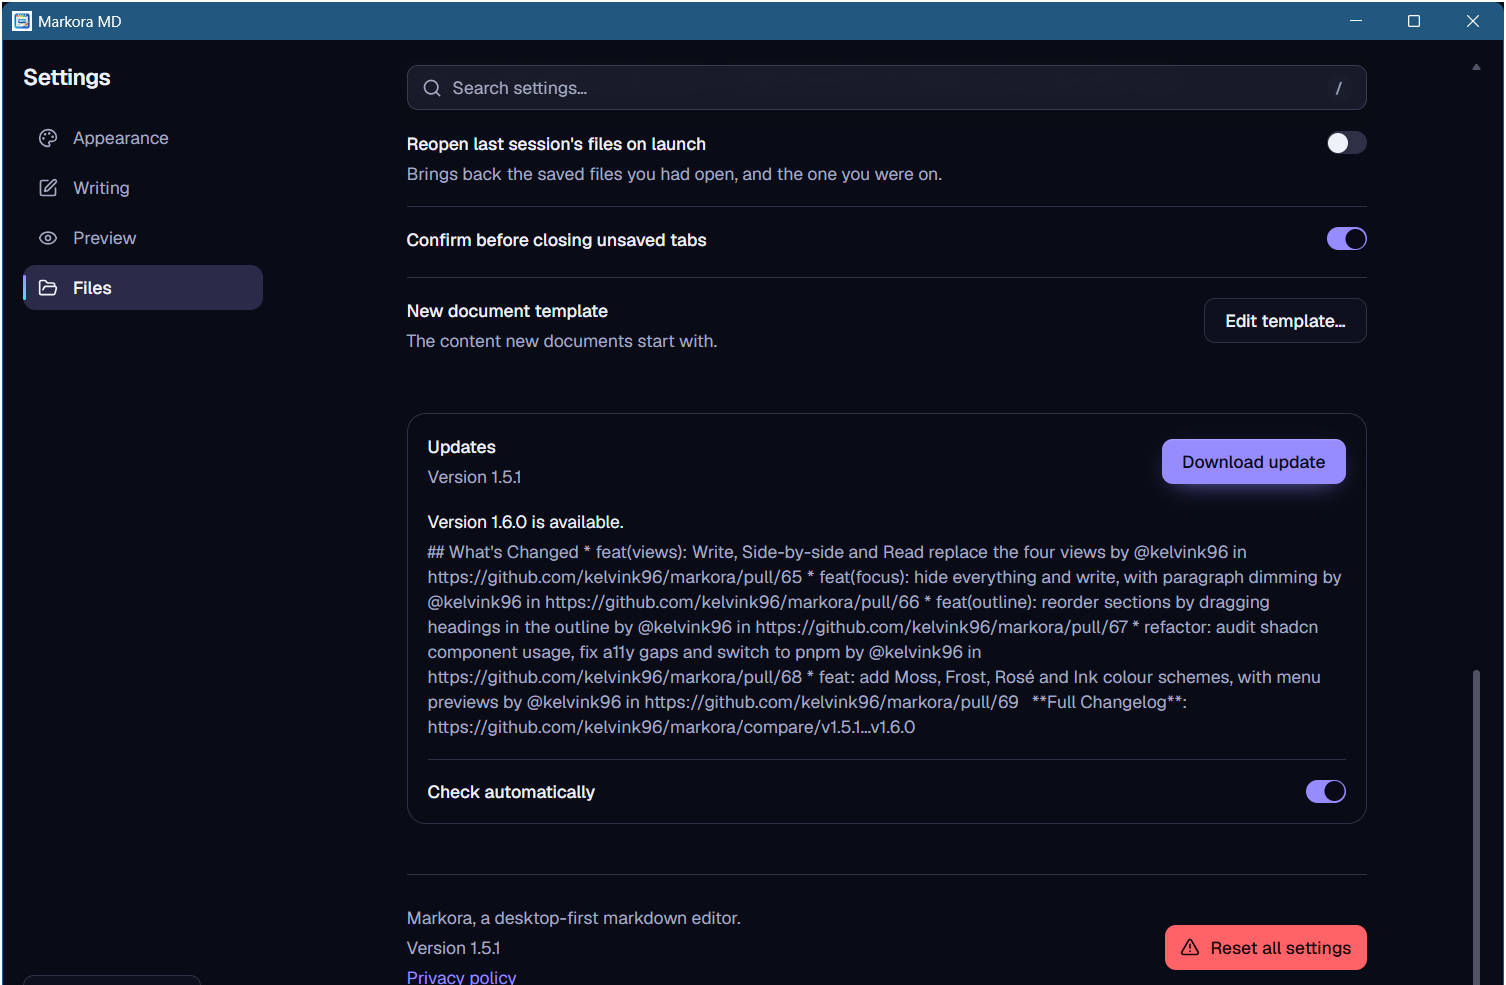 Markora MD
Settings
Appearance
Writing
Preview
Files
Search settings...
/
Reopen last session's files on launch
Brings back the saved files you had open, and the one you were on.
Confirm before closing unsaved tabs
New document template
The content new documents start with.
Edit template...
Updates
Version 1.5.1
Download update
Version 1.6.0 is available.
## What's Changed * feat(views): Write, Side-by-side and Read replace the four views by @kelvink96 in
https://github.com/kelvink96/markora/pull/65 * feat(focus): hide everything and write, with paragraph dimming by
@kelvink96 in https://github.com/kelvink96/markora/pull/66 * feat(outline): reorder sections by dragging
headings in the outline by @kelvink96 in https://github.com/kelvink96/markora/pull/67 * refactor: audit shadcn
component usage, fix a11y gaps and switch to pnpm by @kelvink96 in
https://github.com/kelvink96/markora/pull/68 * feat: add Moss, Frost, Rosé and Ink colour schemes, with menu
previews by @kelvink96 in https://github.com/kelvink96/markora/pull/69 **Full Changelog**:
https://github.com/kelvink96/markora/compare/v1.5.1...v1.6.0
Check automatically
Markora, a desktop-first markdown editor.
Version 1.5.1
Privacy policy
Reset all settings